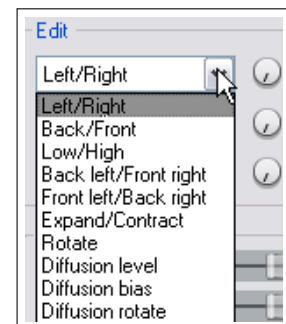 Edit
Left/Right
Left/Right
Back/Front
Low/High
Back left/Front right
Front left/Back right
Expand/Contract
Rotate
Diffusion level
Diffusion bias
Diffusion rotate